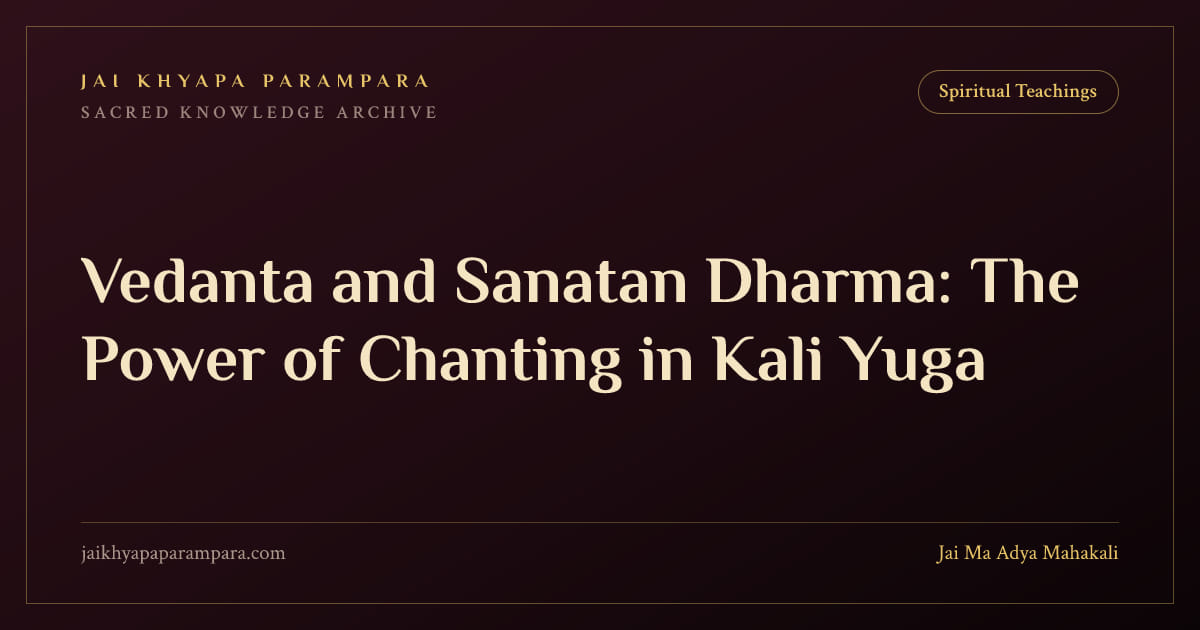 JAI KHYAPA PARAMPARA
SACRED KNOWLEDGE ARCHIVE
Spiritual Teachings
Vedanta and Sanatan Dharma: The
Power of Chanting in Kali Yuga
jaikhyapaparampara.com
Jai Ma Adya Mahakali